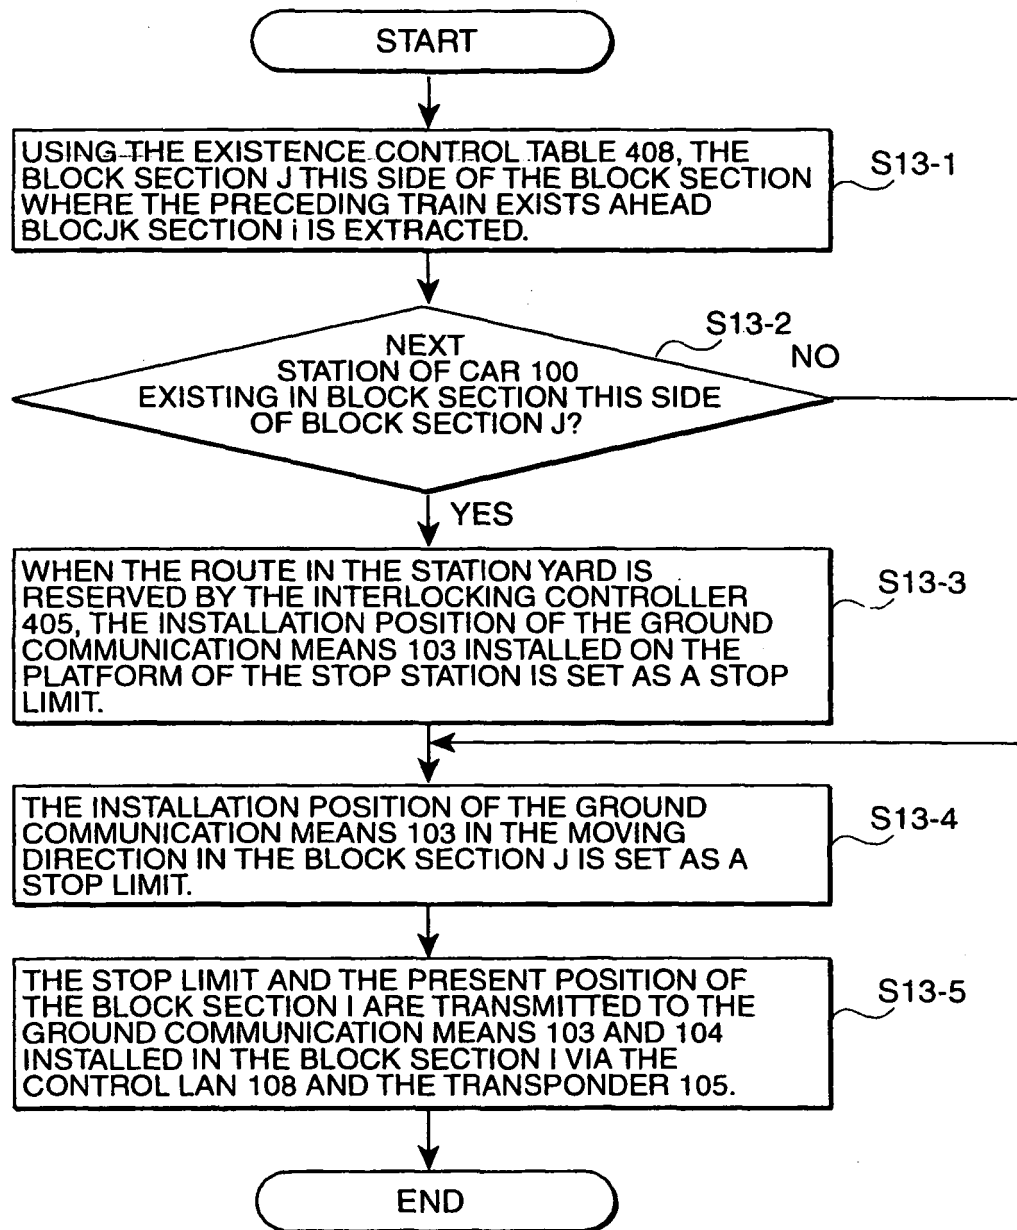 START
USING THE EXISTENCE CONTROL TABLE 408, THE
BLOCK SECTION J THIS SIDE OF THE BLOCK SECTION
WHERE THE PRECEDING TRAIN EXISTS AHEAD
BLOCJK SECTION i IS EXTRACTED.
S13-1
NEXT
STATION OF CAR 100
EXISTING IN BLOCK SECTION THIS SIDE
OF BLOCK SECTION J?
S13-2
NO
YES
WHEN THE ROUTE IN THE STATION YARD IS
RESERVED BY THE INTERLOCKING CONTROLLER
405, THE INSTALLATION POSITION OF THE GROUND
COMMUNICATION MEANS 103 INSTALLED ON THE
PLATFORM OF THE STOP STATION IS SET AS A STOP
LIMIT.
S13-3
THE INSTALLATION POSITION OF THE GROUND
COMMUNICATION MEANS 103 IN THE MOVING
DIRECTION IN THE BLOCK SECTION J IS SET AS A
STOP LIMIT.
S13-4
THE STOP LIMIT AND THE PRESENT POSITION OF
THE BLOCK SECTION I ARE TRANSMITTED TO THE
GROUND COMMUNICATION MEANS 103 AND 104
INSTALLED IN THE BLOCK SECTION I VIA THE
CONTROL LAN 108 AND THE TRANSPONDER 105.
S13-5
END